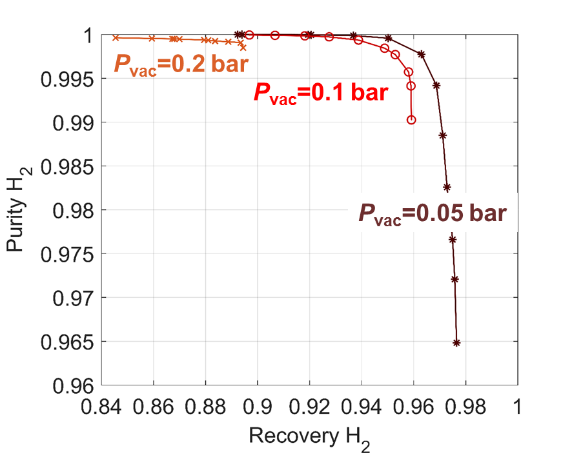 1
0.995
0.99
0.985
0.98
0.975
0.97
0.965
0.96
Purity H2
Pvac=0.2 bar
Pvac=0.1 bar
Pvac=0.05 bar
0.84 0.86 0.88 0.9 0.92 0.94 0.96 0.98 1
Recovery H2